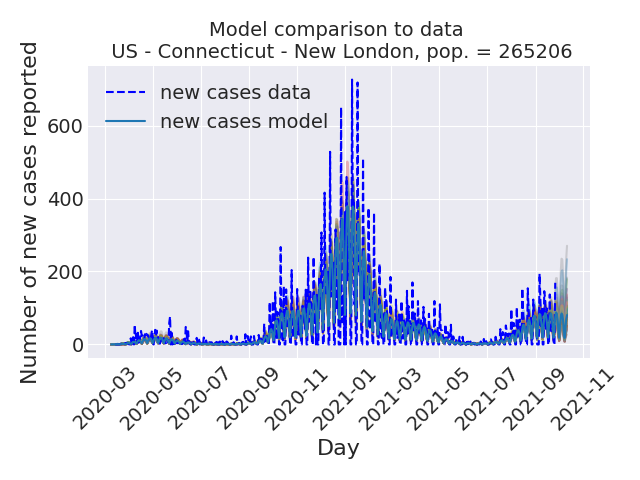 Model comparison to data
US - Connecticut - New London, pop. = 265206
Number of new cases reported
new cases data
new cases model
600
400
200
0
2020-03
2020-05
2020-07
2020-09
2020-11
2021-01
2021-03
2021-05
2021-07
2021-09
2021-11
Day